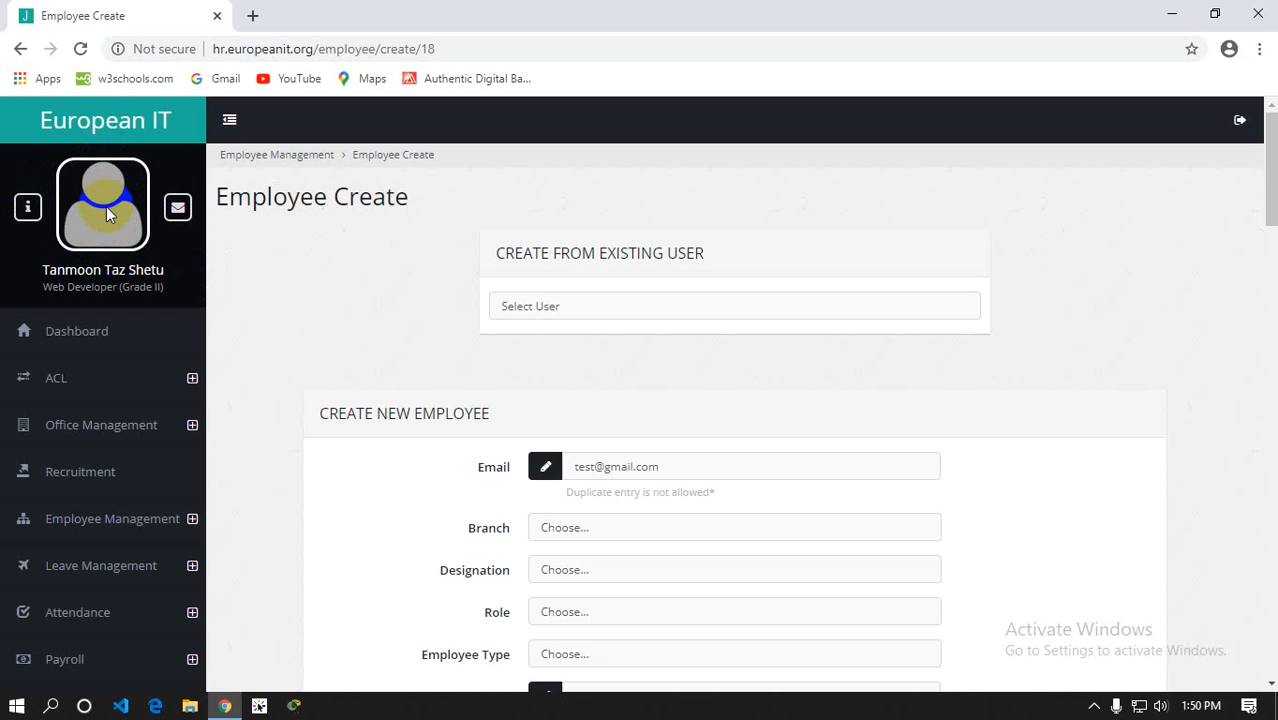 Employee Create
Not secure
hr.europeanit.org/employee/create/18
Apps
w3schools.com
Gmail
YouTube
Maps
Authentic Digital Ba...
European IT
Employee Management > Employee Create
Employee Create
Tanmoon Taz Shetu
Web Developer (Grade II)
Dashboard
ACL
Office Management
Recruitment
Employee Management
Leave Management
Attendance
Payroll
CREATE FROM EXISTING USER
Select User
CREATE NEW EMPLOYEE
Email
test@gmail.com
Duplicate entry is not allowed*
Branch
Choose...
Designation
Choose...
Role
Choose...
Employee Type
Choose...
Activate Windows
Go to Settings to activate Windows.
1:50 PM